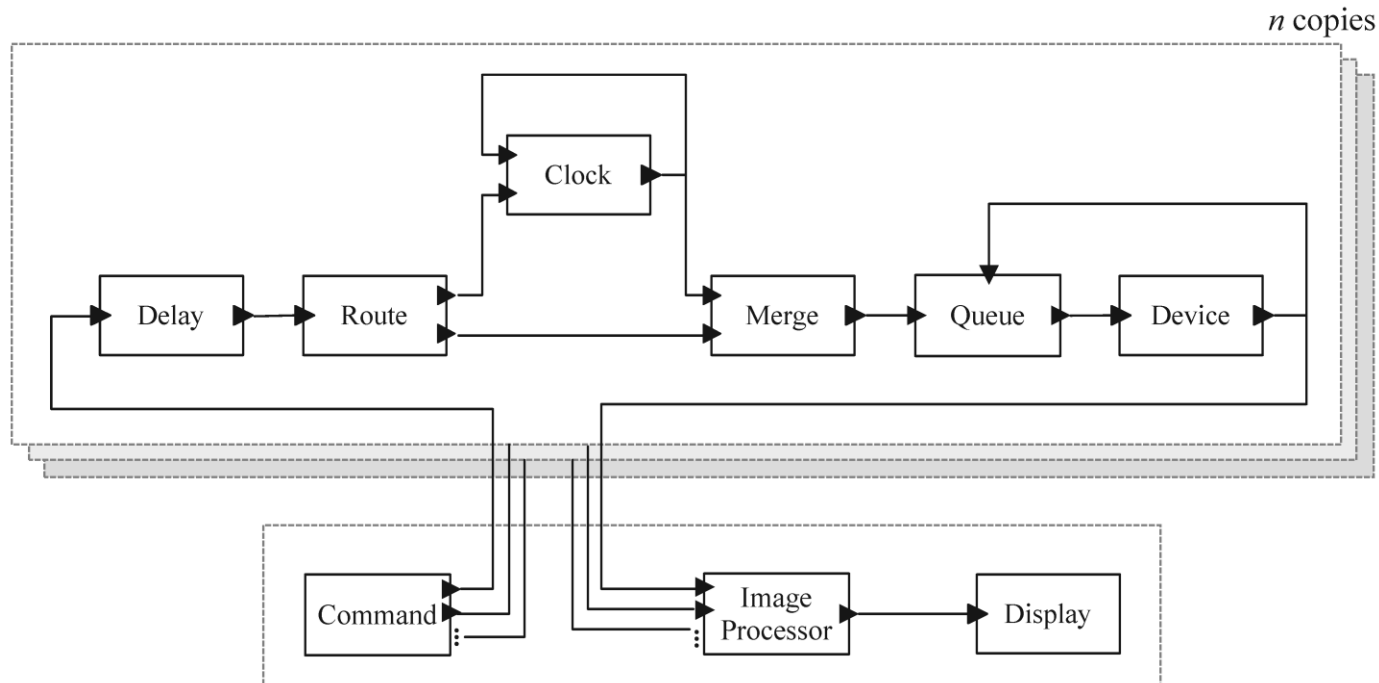 n copies
Clock
Delay
Route
Merge
Queue
Device
Command
Image
Processor
Display